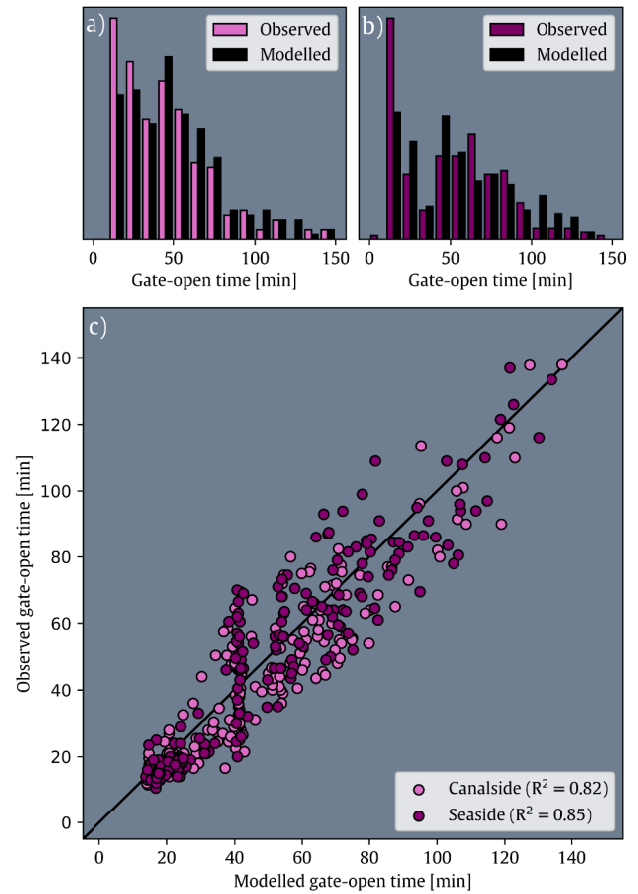 a)
Observed
Modelled
b)
Observed
Modelled
0 50 100 150
0 50 100 150
Gate-open time [min]
Gate-open time [min]
c)
140
120
100
80
60
40
20
0
Observed gate-open time [min]
Canalside (R² = 0.82)
Seaside (R² = 0.85)
0 20 40 60 80 100 120 140
Modelled gate-open time [min]